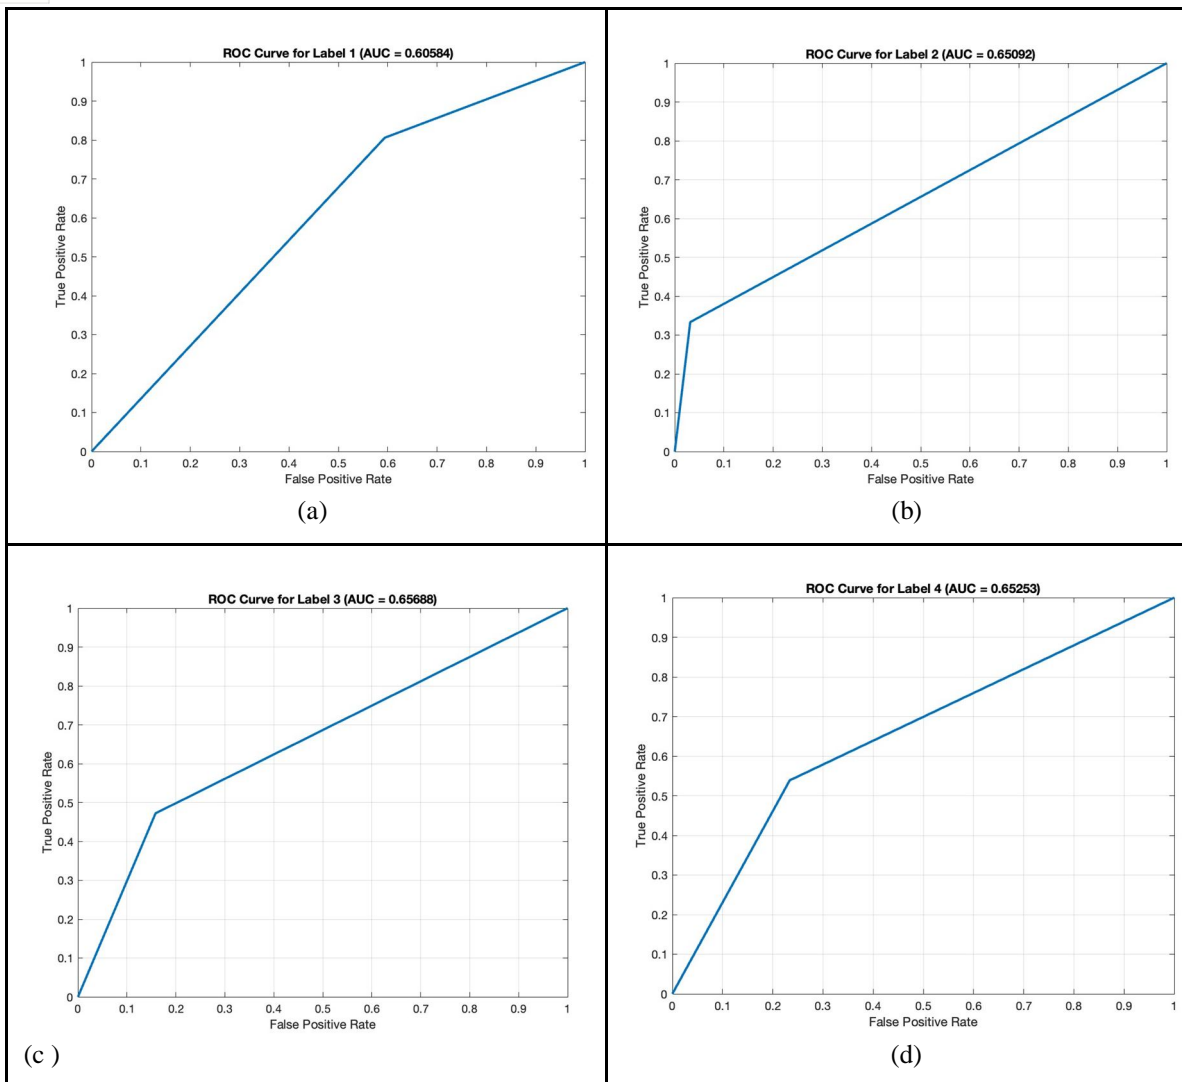 ROC Curve for Label 1 (AUC = 0.60584)
1
0.9
0.8
0.7
0.6
0.5
0.4
0.3
0.2
0.1
0
True Positive Rate
0 0.1 0.2 0.3 0.4 0.5 0.6 0.7 0.8 0.9 1
False Positive Rate
(a)
ROC Curve for Label 2 (AUC = 0.65092)
1
0.9
0.8
0.7
0.6
0.5
0.4
0.3
0.2
0.1
0
True Positive Rate
0 0.1 0.2 0.3 0.4 0.5 0.6 0.7 0.8 0.9 1
False Positive Rate
(b)
ROC Curve for Label 3 (AUC = 0.65688)
1
0.9
0.8
0.7
0.6
0.5
0.4
0.3
0.2
0.1
0
True Positive Rate
0 0.1 0.2 0.3 0.4 0.5 0.6 0.7 0.8 0.9 1
False Positive Rate
(c )
ROC Curve for Label 4 (AUC = 0.65253)
1
0.9
0.8
0.7
0.6
0.5
0.4
0.3
0.2
0.1
0
True Positive Rate
0 0.1 0.2 0.3 0.4 0.5 0.6 0.7 0.8 0.9 1
False Positive Rate
(d)